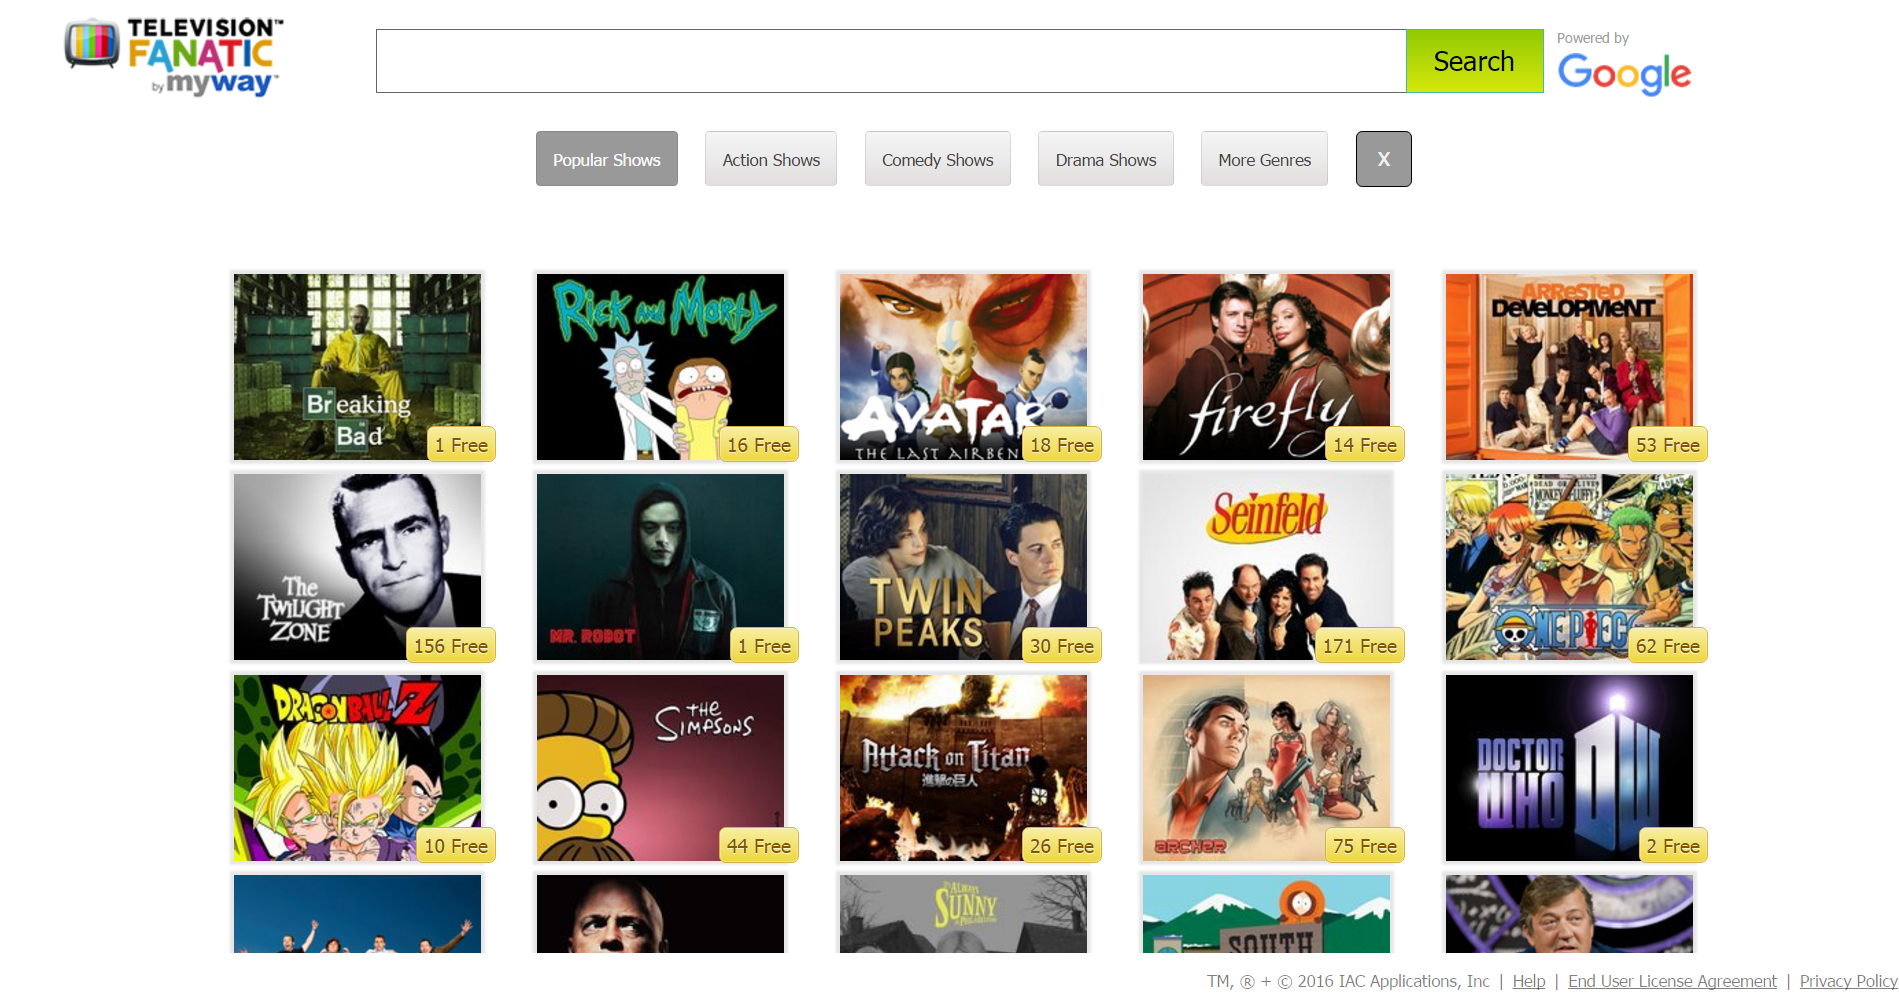 TELEVISION™
FANATIC
by myway™
Search
Powered by
Google
Popular Shows
Action Shows
Comedy Shows
Drama Shows
More Genres
X
Breaking
Bad
1 Free
Rick and Morty
16 Free
AVATAR
THE LAST AIRBEN
18 Free
firefly
14 Free
ARRESTED
DEVELOPMENT
53 Free
The
TWILIGHT
ZONE
156 Free
MR. ROBOT
1 Free
TWIN
PEAKS
30 Free
Seinfeld
171 Free
DEAD OR ALIVE
ONE PIECE
62 Free
DRAGON BALL Z
10 Free
THE
SIMPSONS
44 Free
Attack on Titan
進撃の巨人
26 Free
ARCHER
75 Free
DOCTOR
WHO
DW
2 Free
ALWAYS
SUNNY
SOUTH
TM, ® + © 2016 IAC Applications, Inc | Help | End User License Agreement | Privacy Policy